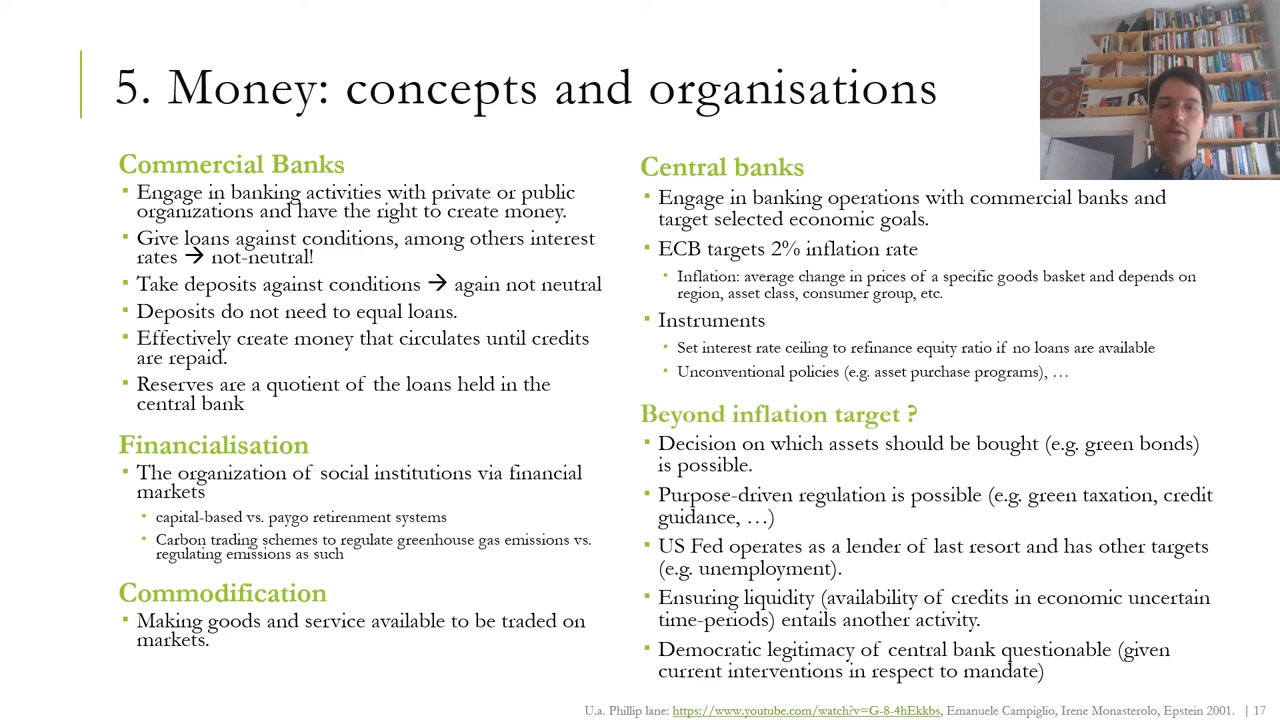 5. Money: concepts and organisations
Commercial Banks
▪ Engage in banking activities with private or public
organizations and have the right to create money.
▪ Give loans against conditions, among others interest
rates → not-neutral!
▪ Take deposits against conditions → again not neutral
▪ Deposits do not need to equal loans.
▪ Effectively create money that circulates until credits
are repaid.
▪ Reserves are a quotient of the loans held in the
central bank
Financialisation
▪ The organization of social institutions via financial
markets
▪ capital-based vs. paygo retirenment systems
▪ Carbon trading schemes to regulate greenhouse gas emissions vs.
regulating emissions as such
Commodification
▪ Making goods and service available to be traded on
markets.
Central banks
▪ Engage in banking operations with commercial banks and
target selected economic goals.
▪ ECB targets 2% inflation rate
▪ Inflation: average change in prices of a specific goods basket and depends on
region, asset class, consumer group, etc.
▪ Instruments
▪ Set interest rate ceiling to refinance equity ratio if no loans are available
▪ Unconventional policies (e.g. asset purchase programs), …
Beyond inflation target ?
▪ Decision on which assets should be bought (e.g. green bonds)
is possible.
▪ Purpose-driven regulation is possible (e.g. green taxation, credit
guidance, …)
▪ US Fed operates as a lender of last resort and has other targets
(e.g. unemployment).
▪ Ensuring liquidity (availability of credits in economic uncertain
time-periods) entails another activity.
▪ Democratic legitimacy of central bank questionable (given
current interventions in respect to mandate)
U.a. Phillip lane: https://www.youtube.com/watch?v=G-8-4hEkkbs, Emanuele Campiglio, Irene Monasterolo, Epstein 2001. | 17